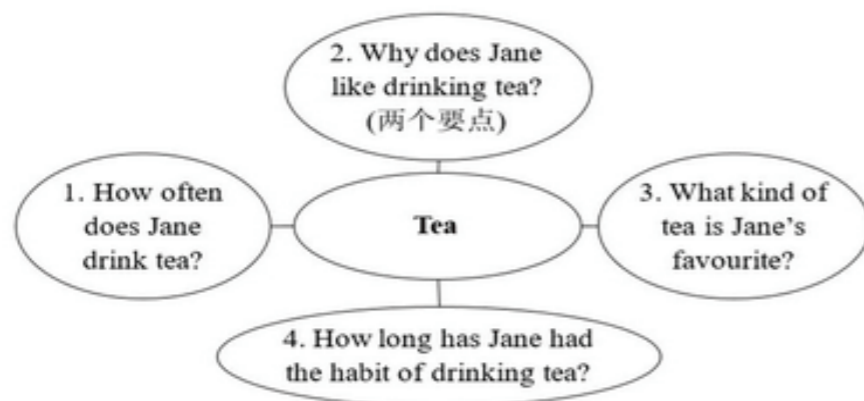 2. Why does Jane
like drinking tea?
(两个要点)
1. How often
does Jane
drink tea?
Tea
3. What kind of
tea is Jane's
favourite?
4. How long has Jane had
the habit of drinking tea?